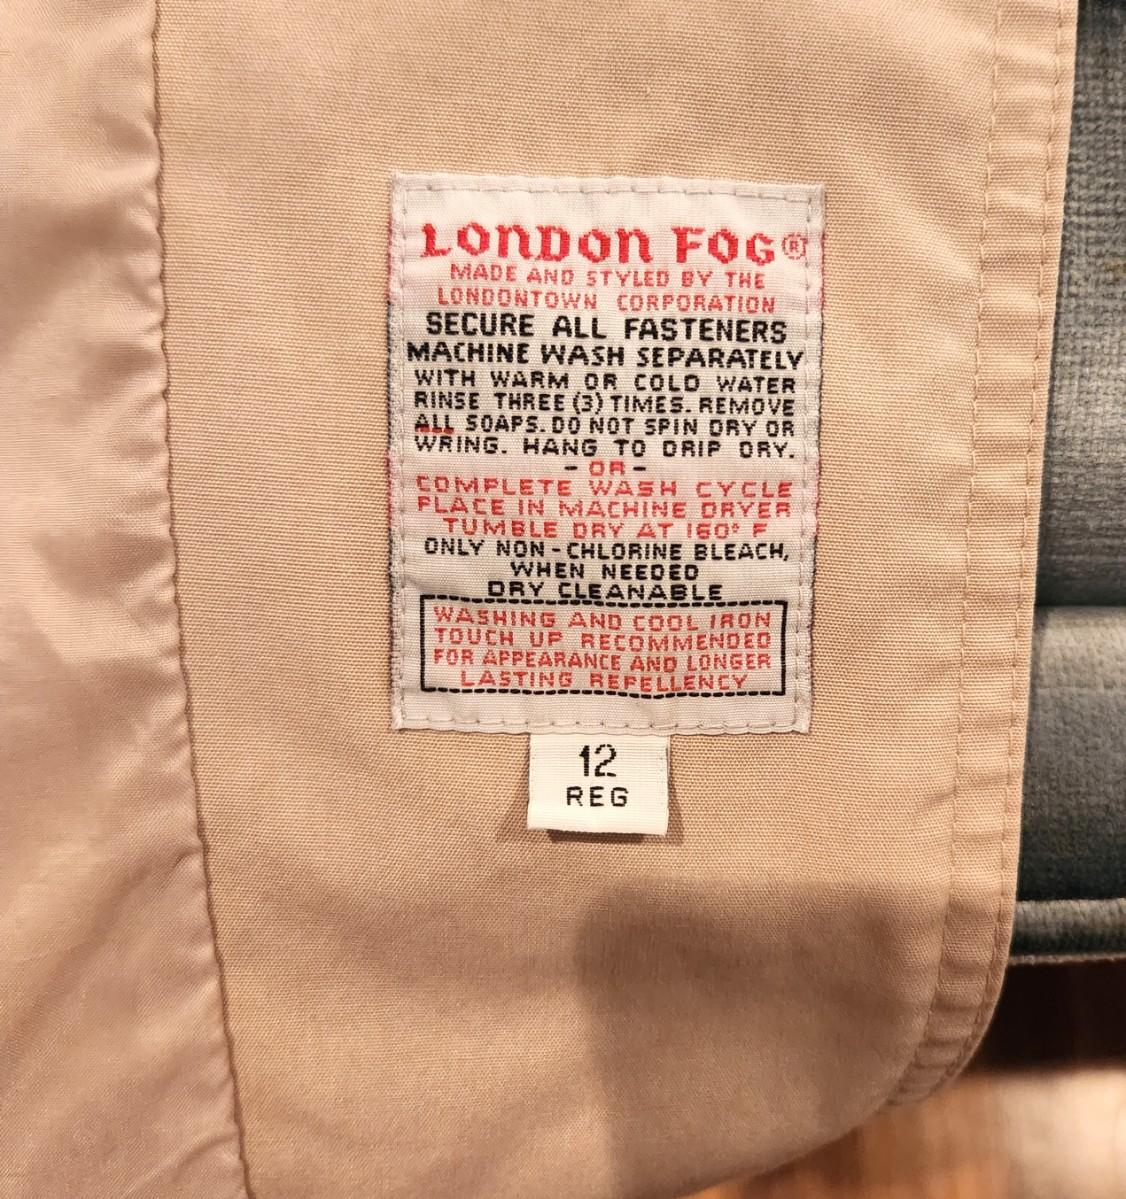 LONDON FOG®
MADE AND STYLED BY THE
LONDONTOWN CORPORATION
SECURE ALL FASTENERS
MACHINE WASH SEPARATELY
WITH WARM OR COLD WATER
RINSE THREE (3) TIMES. REMOVE
ALL SOAPS. DO NOT SPIN DRY OR
WRING. HANG TO DRIP DRY.
- OR -
COMPLETE WASH CYCLE
PLACE IN MACHINE DRYER
TUMBLE DRY AT 160° F
ONLY NON-CHLORINE BLEACH,
WHEN NEEDED
DRY CLEANABLE
WASHING AND COOL IRON
TOUCH UP RECOMMENDED
FOR APPEARANCE AND LONGER
LASTING REPELLENCY
12
REG